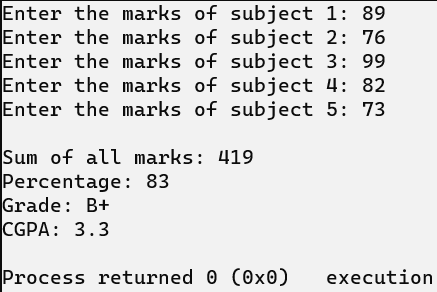 Enter the marks of subject 1: 89
Enter the marks of subject 2: 76
Enter the marks of subject 3: 99
Enter the marks of subject 4: 82
Enter the marks of subject 5: 73
Sum of all marks: 419
Percentage: 83
Grade: B+
CGPA: 3.3
Process returned 0 (0x0)   execution